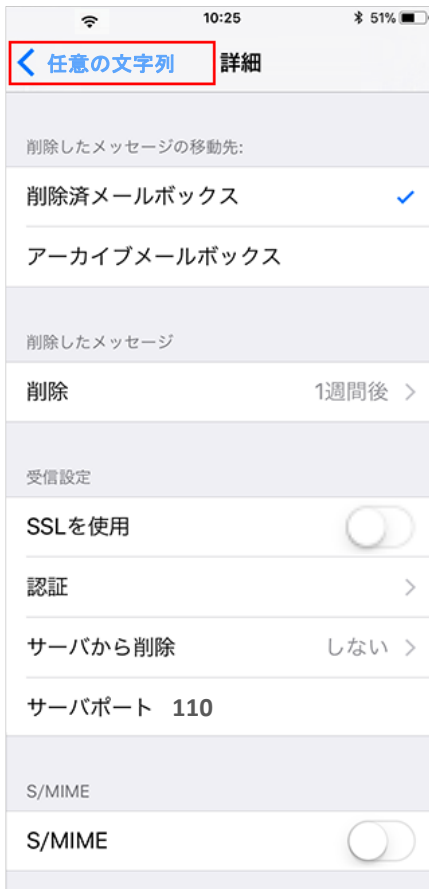 10:25 51%
任意の文字列 詳細
削除したメッセージの移動先:
削除済メールボックス
アーカイブメールボックス
削除したメッセージ
削除 1週間後
受信設定
SSLを使用
認証
サーバから削除 しない
サーバポート 110
S/MIME
S/MIME